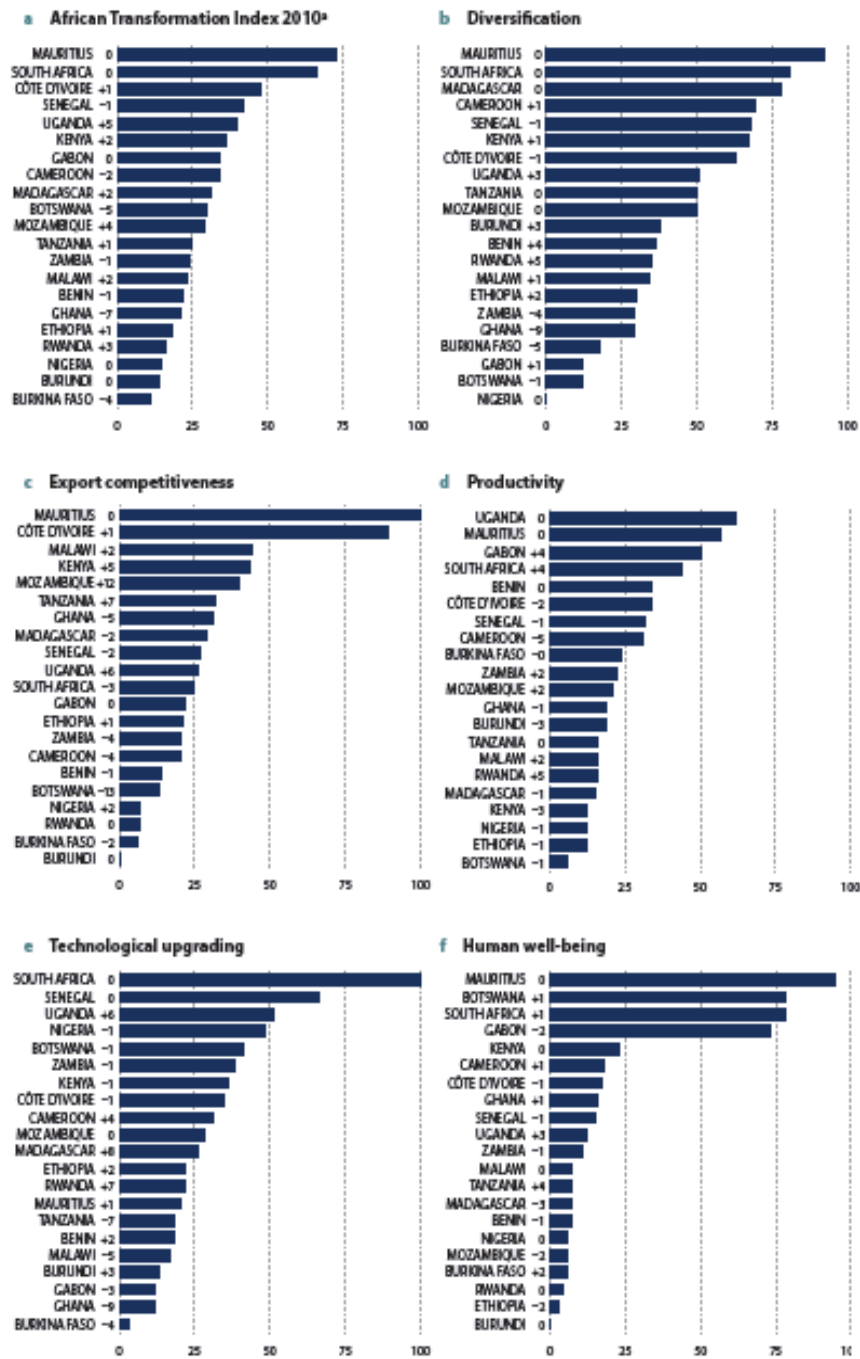 a African Transformation Index 2010ᵃ
MAURITIUS 0
SOUTH AFRICA 0
CÔTE D'IVOIRE +1
SENEGAL −1
UGANDA +5
KENYA +2
GABON 0
CAMEROON −2
MADAGASCAR +2
BOTSWANA −5
MOZAMBIQUE +4
TANZANIA +1
ZAMBIA −1
MALAWI +2
BENIN −1
GHANA −7
ETHIOPIA +1
RWANDA +3
NIGERIA 0
BURUNDI 0
BURKINA FASO −4
0 25 50 75 100
b Diversification
MAURITIUS 0
SOUTH AFRICA 0
MADAGASCAR 0
CAMEROON +1
SENEGAL −1
KENYA +1
CÔTE D'IVOIRE −1
UGANDA +3
TANZANIA 0
MOZAMBIQUE 0
BURUNDI +3
BENIN +4
RWANDA +5
MALAWI +1
ETHIOPIA +2
ZAMBIA −4
GHANA −9
BURKINA FASO −5
GABON +1
BOTSWANA −1
NIGERIA 0
0 25 50 75 100
c Export competitiveness
MAURITIUS 0
CÔTE D'IVOIRE +1
MALAWI +2
KENYA +5
MOZAMBIQUE +12
TANZANIA +7
GHANA −5
MADAGASCAR −2
SENEGAL −2
UGANDA +6
SOUTH AFRICA −3
GABON 0
ETHIOPIA +1
ZAMBIA −4
CAMEROON −4
BENIN −1
BOTSWANA −13
NIGERIA +2
RWANDA 0
BURKINA FASO −2
BURUNDI 0
0 25 50 75 100
d Productivity
UGANDA 0
MAURITIUS 0
GABON +4
SOUTH AFRICA +4
BENIN 0
CÔTE D'IVOIRE −2
SENEGAL −1
CAMEROON −5
BURKINA FASO −0
ZAMBIA +2
MOZAMBIQUE +2
GHANA −1
BURUNDI −3
TANZANIA 0
MALAWI +2
RWANDA +5
MADAGASCAR −1
KENYA −3
NIGERIA −1
ETHIOPIA −1
BOTSWANA −1
0 25 50 75 100
e Technological upgrading
SOUTH AFRICA 0
SENEGAL 0
UGANDA +6
NIGERIA −1
BOTSWANA −1
ZAMBIA −1
KENYA −1
CÔTE D'IVOIRE −1
CAMEROON +4
MOZAMBIQUE 0
MADAGASCAR +8
ETHIOPIA +2
RWANDA +7
MAURITIUS +1
TANZANIA −7
BENIN +2
MALAWI −5
BURUNDI +3
GABON −3
GHANA −9
BURKINA FASO −4
0 25 50 75 100
f Human well-being
MAURITIUS 0
BOTSWANA +1
SOUTH AFRICA +1
GABON −2
KENYA 0
CAMEROON +1
CÔTE D'IVOIRE −1
GHANA +1
SENEGAL −1
UGANDA +3
ZAMBIA −1
MALAWI 0
TANZANIA +4
MADAGASCAR −3
BENIN −1
NIGERIA 0
MOZAMBIQUE −2
BURKINA FASO +2
RWANDA 0
ETHIOPIA −2
BURUNDI 0
0 25 50 75